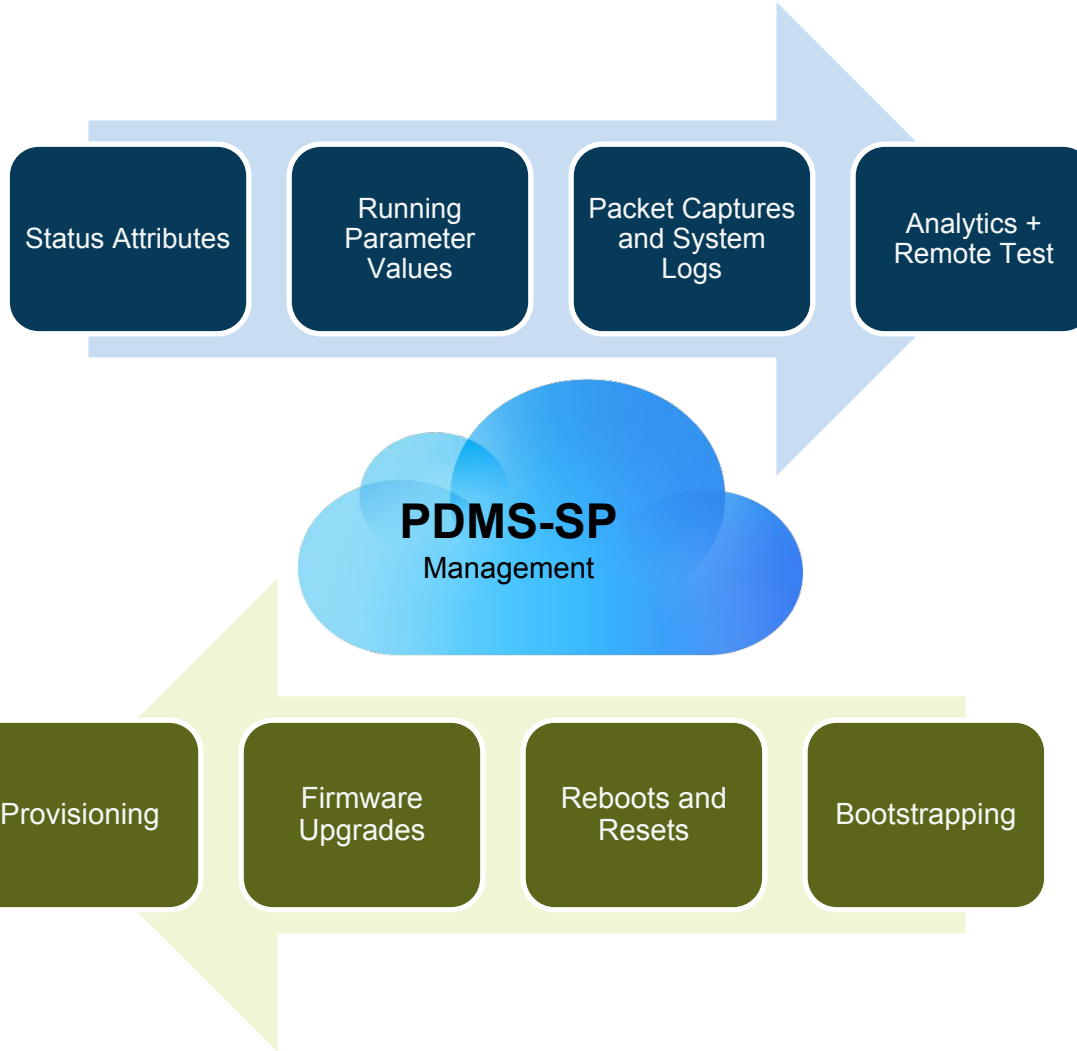 Status Attributes
Running
Parameter
Values
Packet Captures
and System
Logs
Analytics +
Remote Test
PDMS-SP
Management
Provisioning
Firmware
Upgrades
Reboots and
Resets
Bootstrapping